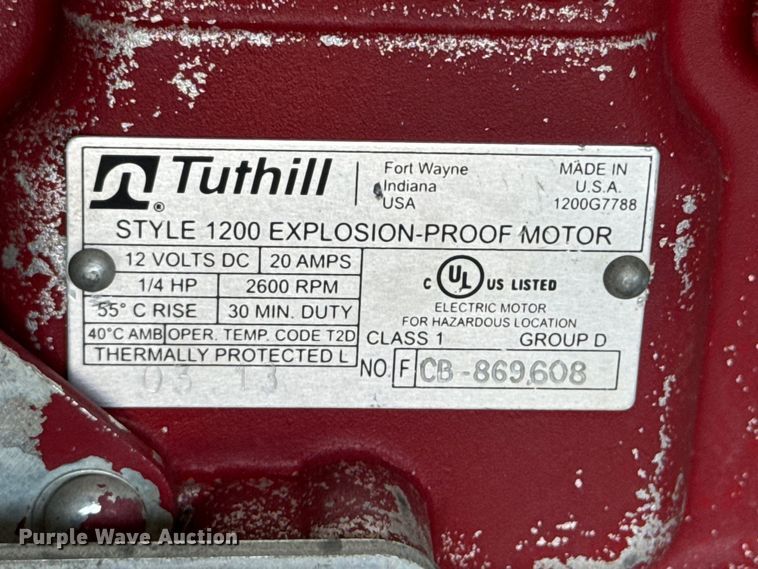 Tuthill ®
Fort Wayne
Indiana
USA
MADE IN
U.S.A.
1200G7788
STYLE 1200 EXPLOSION-PROOF MOTOR
12 VOLTS DC 20 AMPS
1/4 HP 2600 RPM
55° C RISE 30 MIN. DUTY
40°C AMB OPER. TEMP. CODE T2D
THERMALLY PROTECTED L
03 13
C UL US LISTED
ELECTRIC MOTOR
FOR HAZARDOUS LOCATION
CLASS 1 GROUP D
NO. F CB-869608
Purple Wave Auction